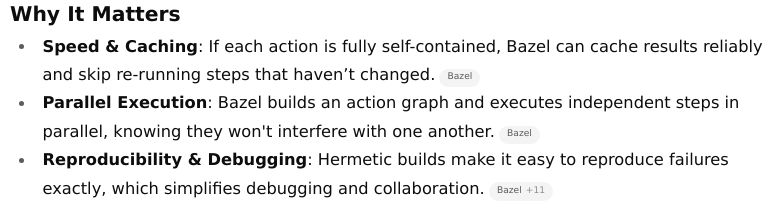 Why It Matters
• Speed & Caching: If each action is fully self-contained, Bazel can cache results reliably
and skip re-running steps that haven’t changed. Bazel
• Parallel Execution: Bazel builds an action graph and executes independent steps in
parallel, knowing they won't interfere with one another. Bazel
• Reproducibility & Debugging: Hermetic builds make it easy to reproduce failures
exactly, which simplifies debugging and collaboration. Bazel +11